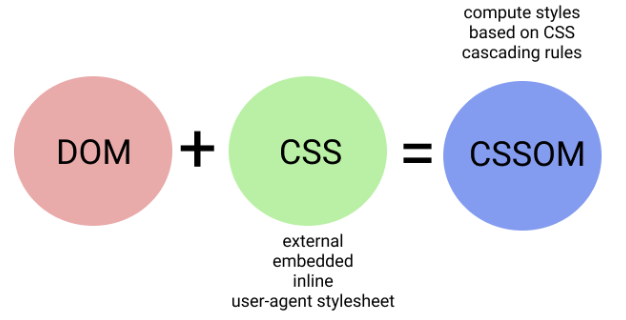 compute styles
based on CSS
cascading rules
DOM + CSS = CSSOM
external
embedded
inline
user-agent stylesheet